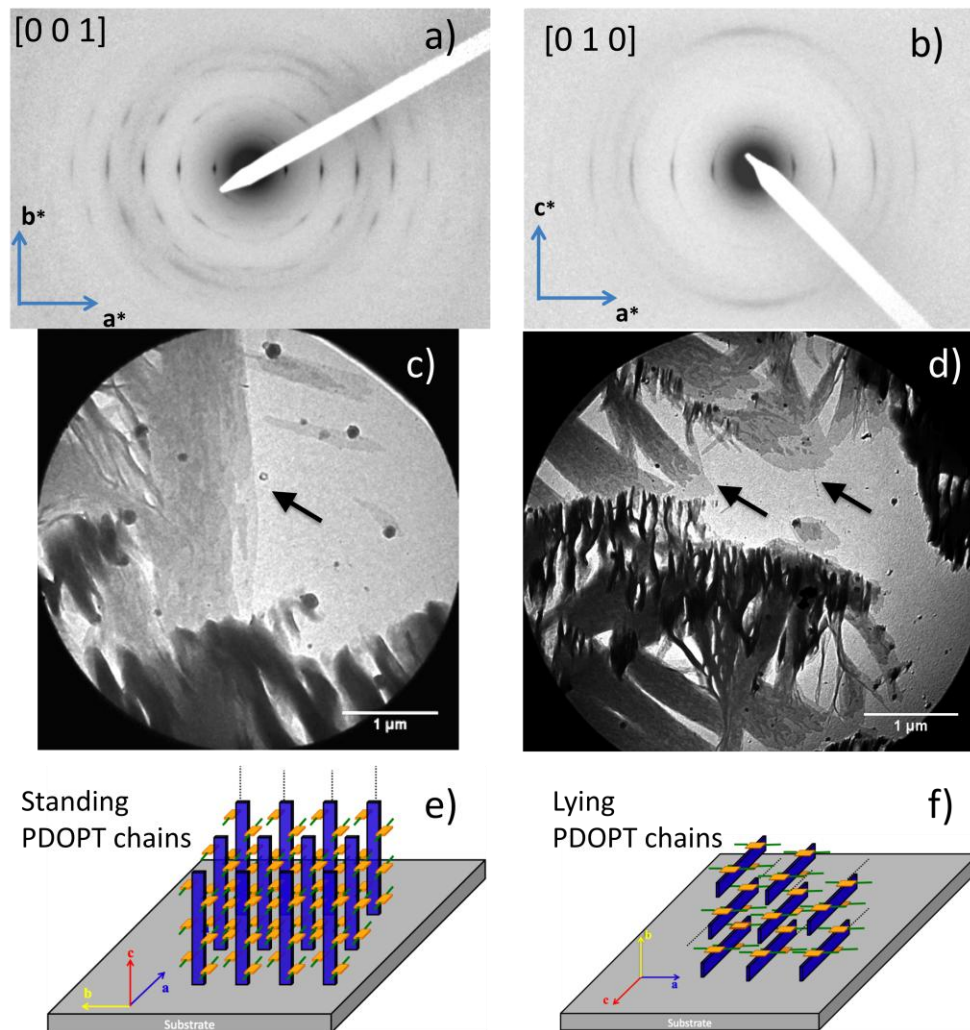 [0 0 1]
a)
b*
a*
[0 1 0]
b)
c*
a*
c)
1 µm
d)
1 µm
Standing
PDOPT chains
e)
c
b
a
Substrate
Lying
PDOPT chains
f)
b
a
c
Substrate